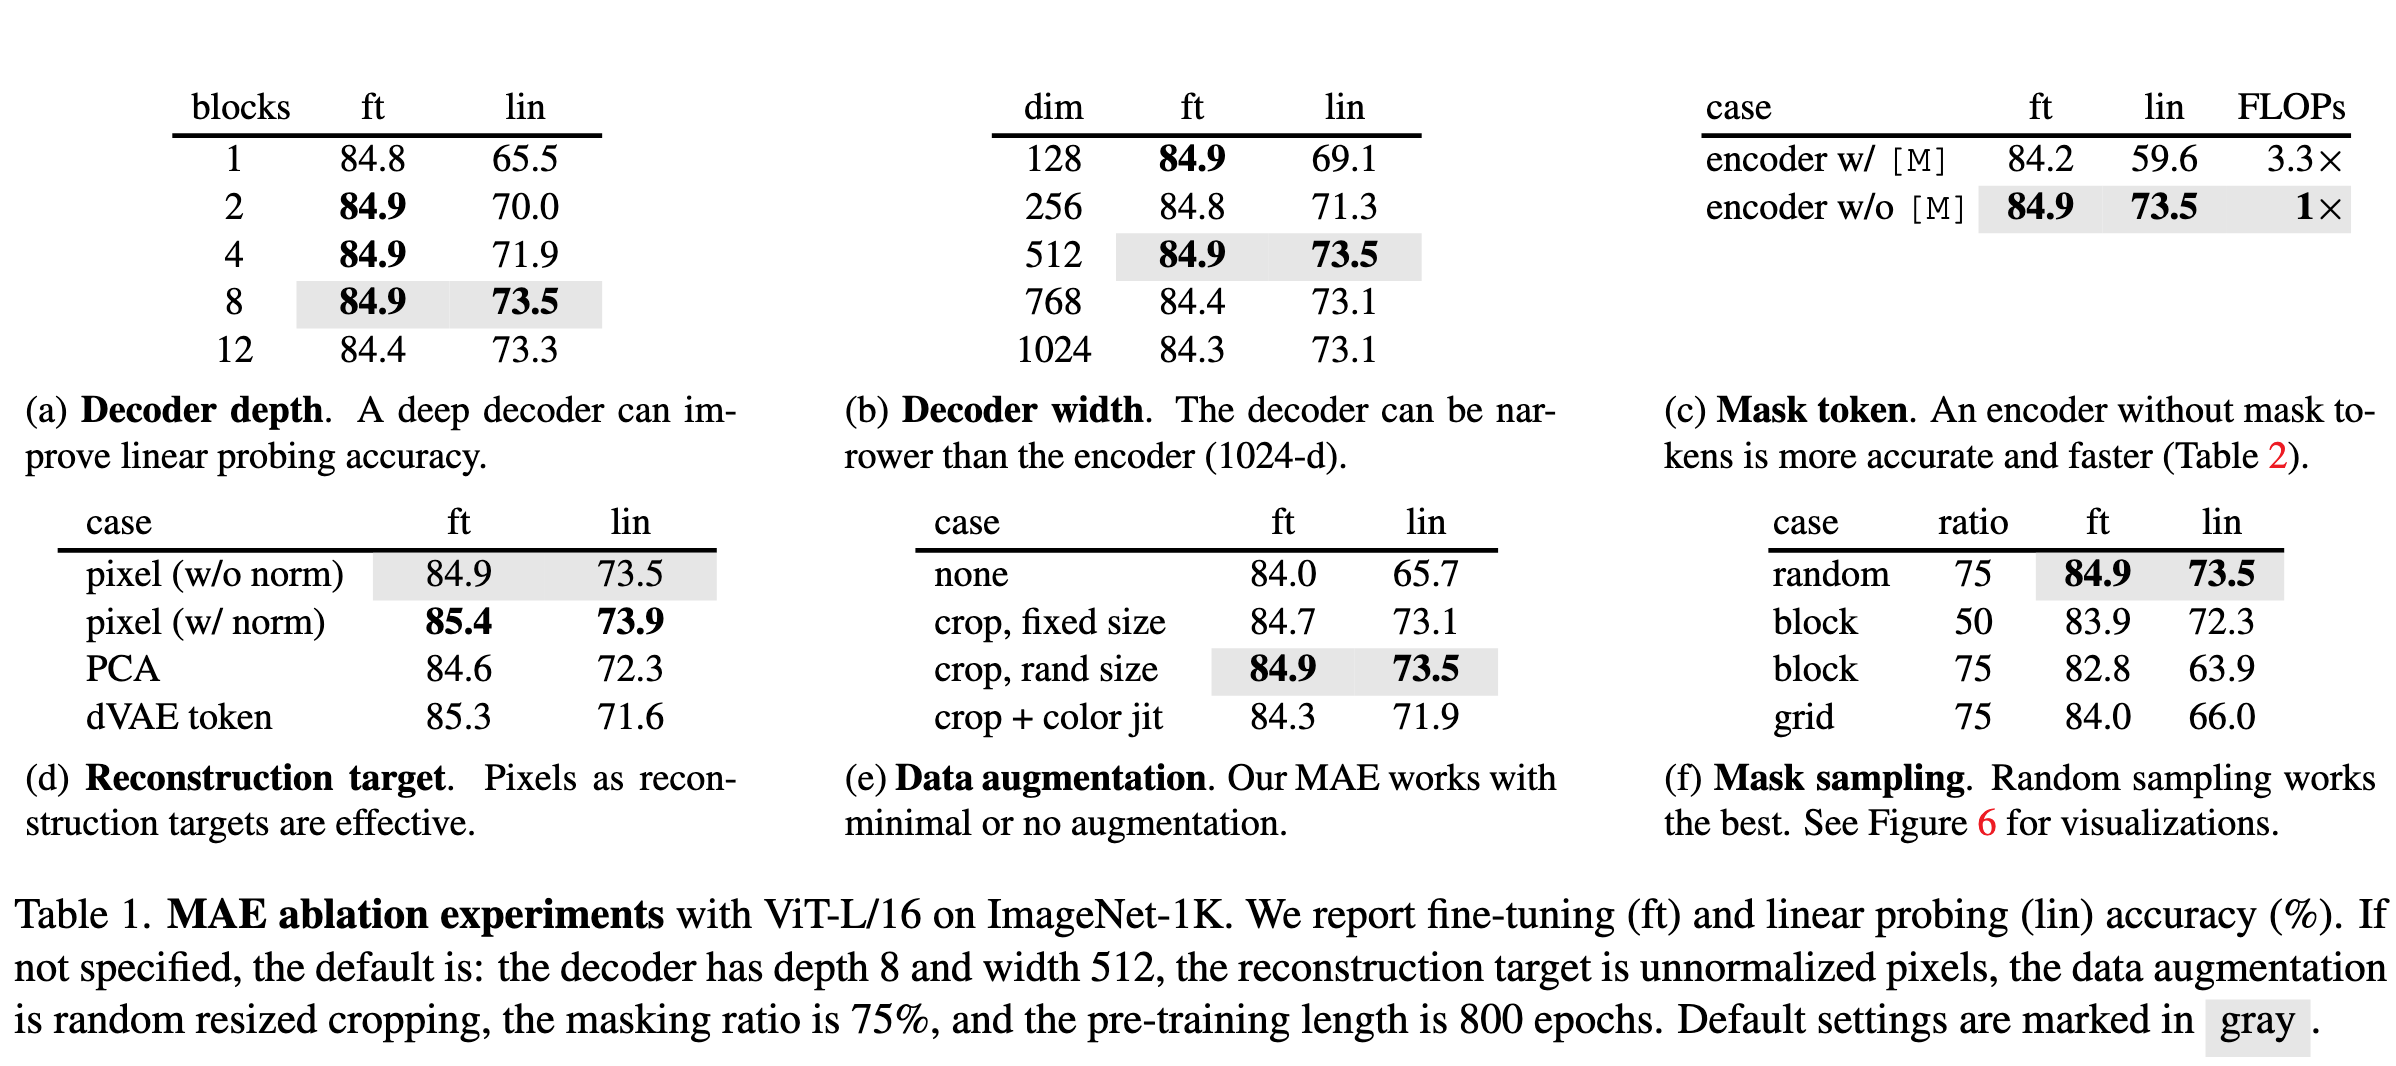 blocks ft lin
1 84.8 65.5
2 84.9 70.0
4 84.9 71.9
8 84.9 73.5
12 84.4 73.3
(a) Decoder depth. A deep decoder can im-
prove linear probing accuracy.
dim ft lin
128 84.9 69.1
256 84.8 71.3
512 84.9 73.5
768 84.4 73.1
1024 84.3 73.1
(b) Decoder width. The decoder can be nar-
rower than the encoder (1024-d).
case ft lin FLOPs
encoder w/ [M] 84.2 59.6 3.3×
encoder w/o [M] 84.9 73.5 1×
(c) Mask token. An encoder without mask to-
kens is more accurate and faster (Table 2).
case ft lin
pixel (w/o norm) 84.9 73.5
pixel (w/ norm) 85.4 73.9
PCA 84.6 72.3
dVAE token 85.3 71.6
(d) Reconstruction target. Pixels as recon-
struction targets are effective.
case ft lin
none 84.0 65.7
crop, fixed size 84.7 73.1
crop, rand size 84.9 73.5
crop + color jit 84.3 71.9
(e) Data augmentation. Our MAE works with
minimal or no augmentation.
case ratio ft lin
random 75 84.9 73.5
block 50 83.9 72.3
block 75 82.8 63.9
grid 75 84.0 66.0
(f) Mask sampling. Random sampling works
the best. See Figure 6 for visualizations.
Table 1. MAE ablation experiments with ViT-L/16 on ImageNet-1K. We report fine-tuning (ft) and linear probing (lin) accuracy (%). If
not specified, the default is: the decoder has depth 8 and width 512, the reconstruction target is unnormalized pixels, the data augmentation
is random resized cropping, the masking ratio is 75%, and the pre-training length is 800 epochs. Default settings are marked in gray .